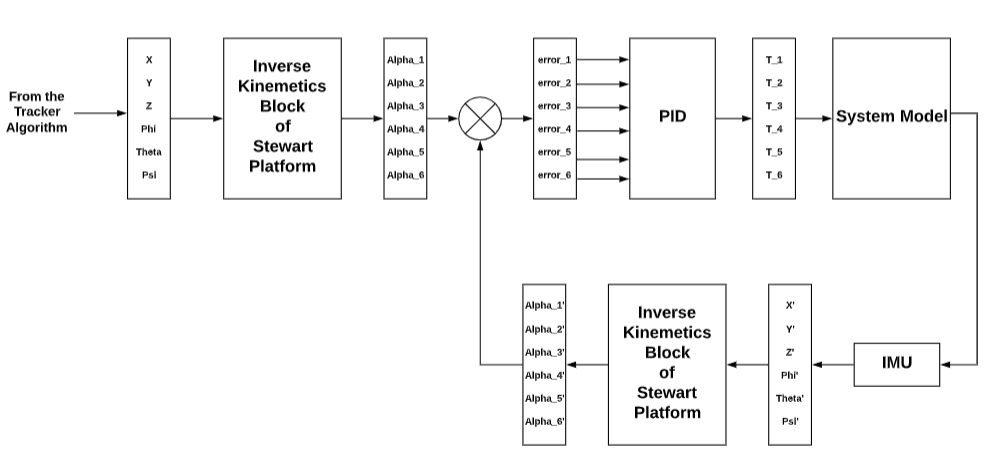 From the
Tracker
Algorithm
X
Y
Z
Phi
Theta
Psi
Inverse
Kinemetics
Block
of
Stewart
Platform
Alpha_1
Alpha_2
Alpha_3
Alpha_4
Alpha_5
Alpha_6
error_1
error_2
error_3
error_4
error_5
error_6
PID
T_1
T_2
T_3
T_4
T_5
T_6
System Model
Alpha_1'
Alpha_2'
Alpha_3'
Alpha_4'
Alpha_5'
Alpha_6'
Inverse
Kinemetics
Block
of
Stewart
Platform
X'
Y'
Z'
Phi'
Theta'
Psi'
IMU